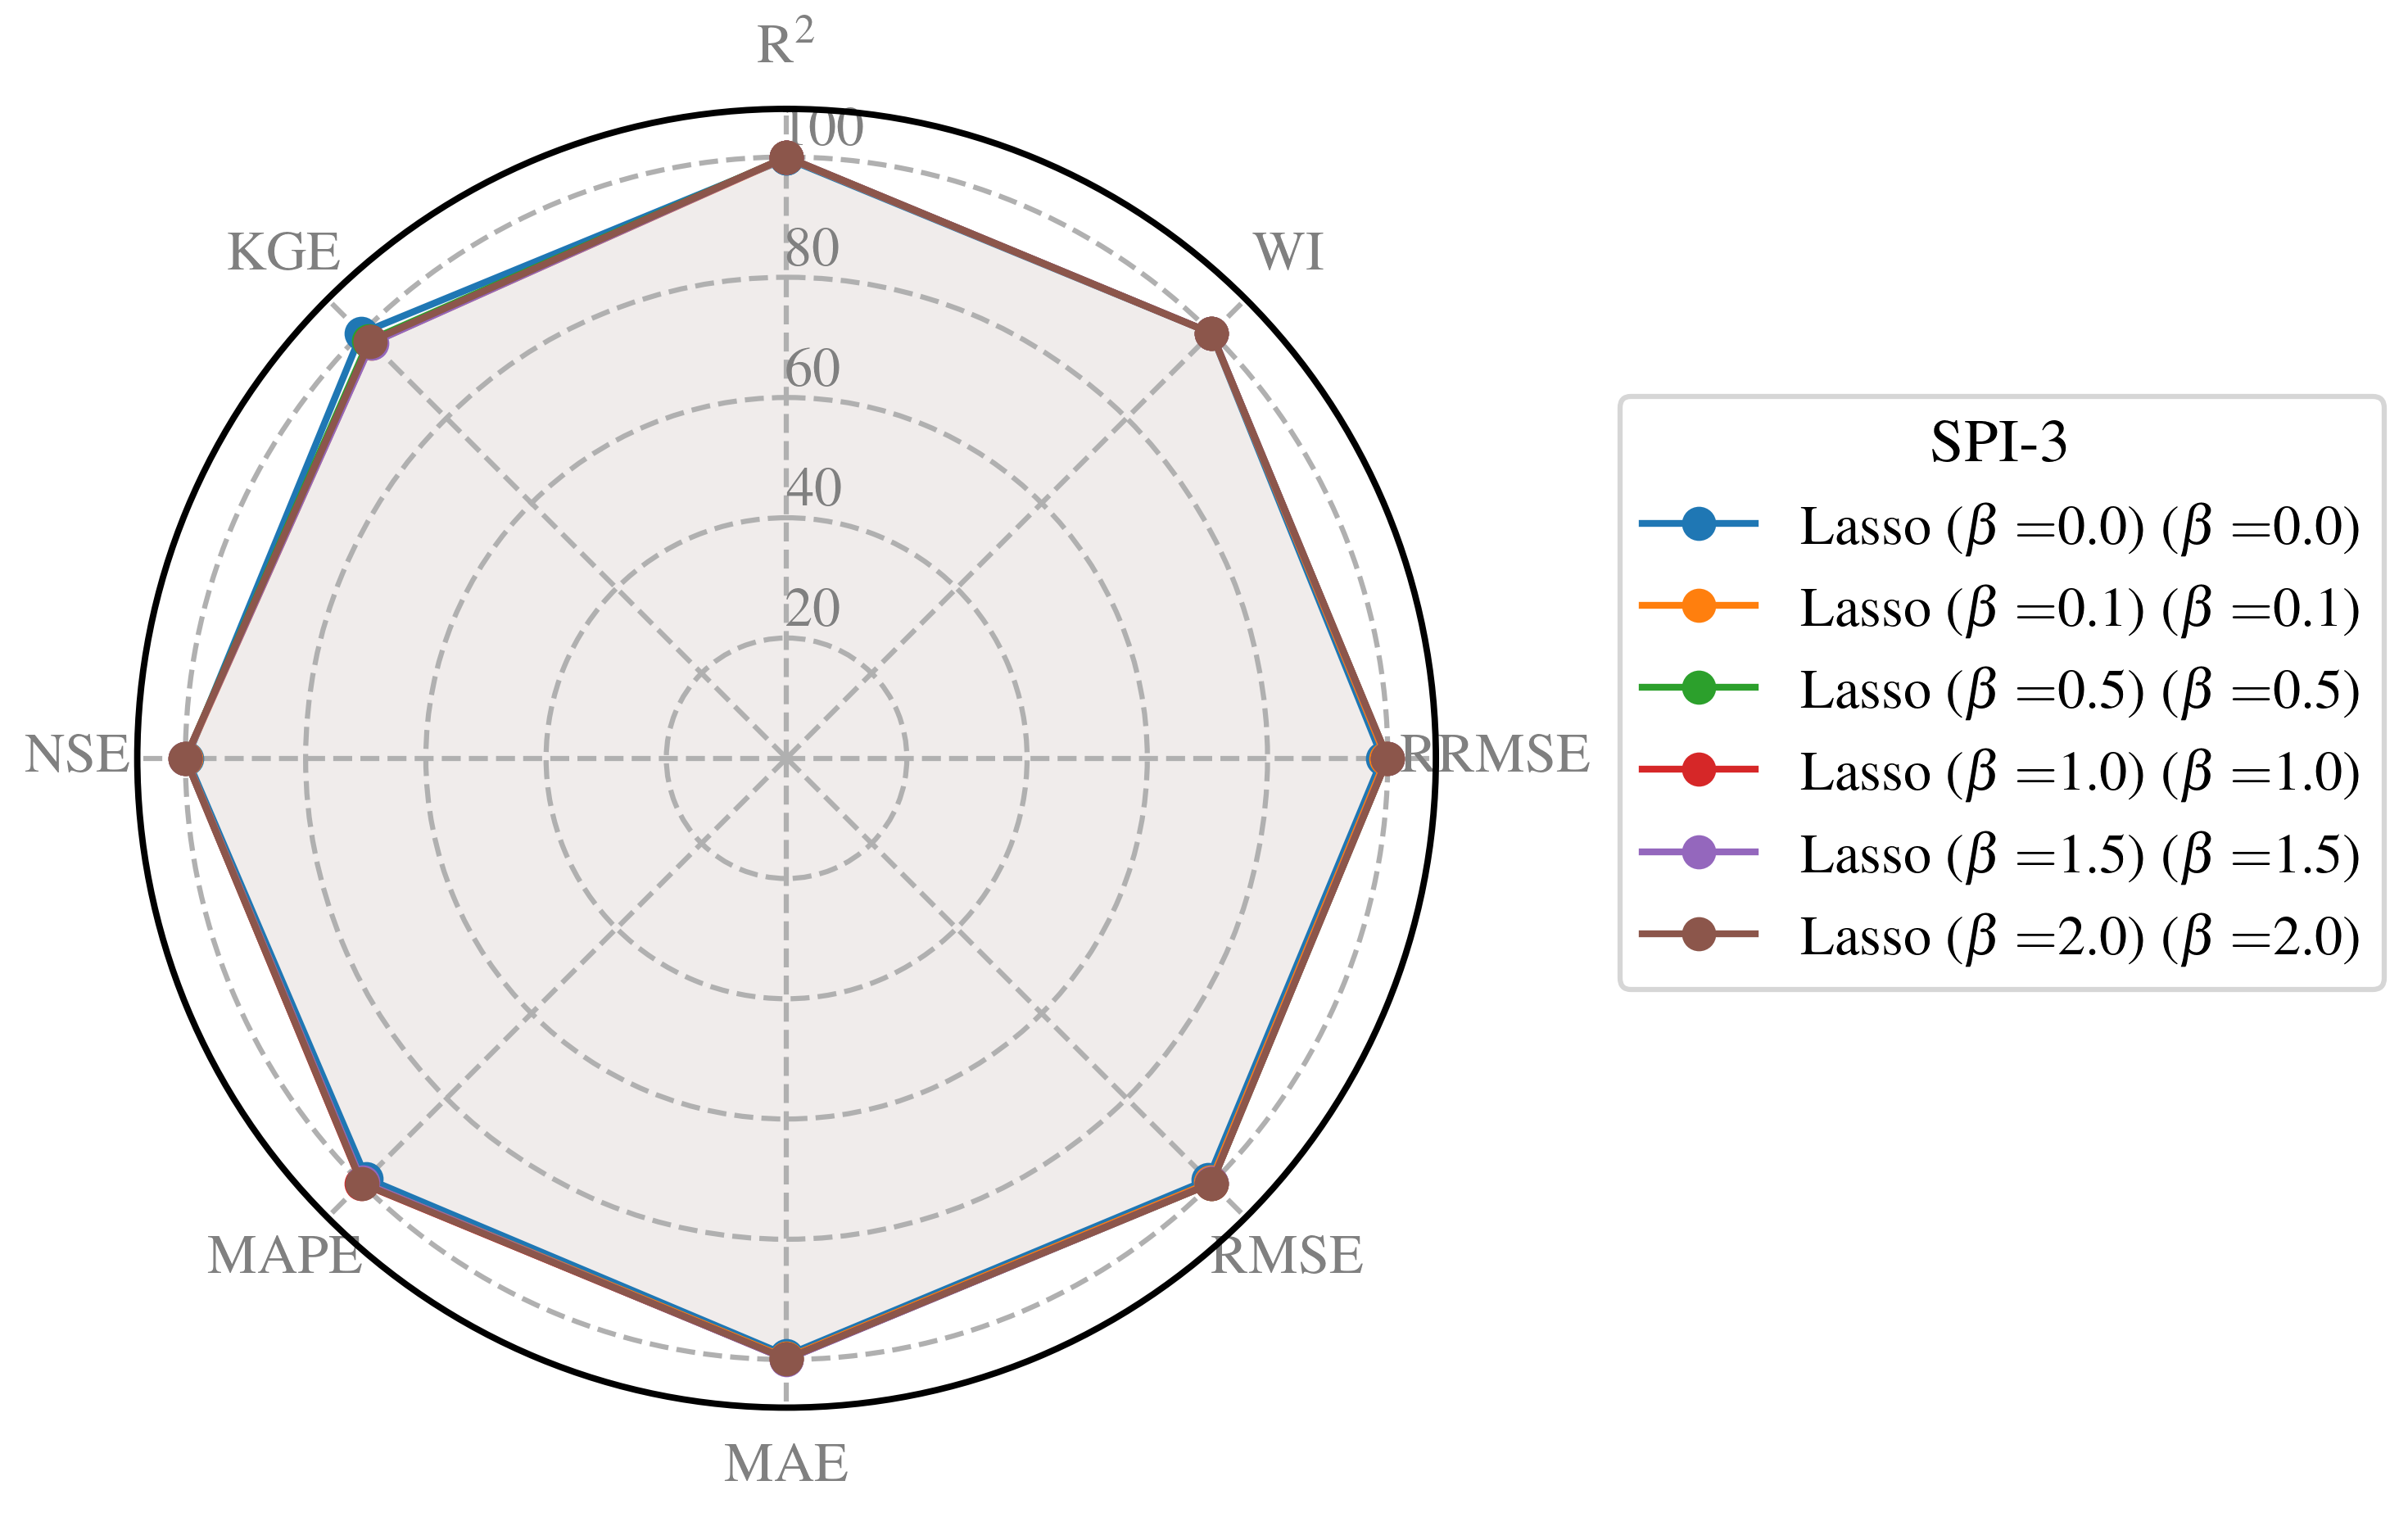 R²
100
KGE
WI
80
60
40
20
NSE
RRMSE
MAPE
RMSE
MAE
SPI-3
Lasso (β =0.0) (β =0.0)
Lasso (β =0.1) (β =0.1)
Lasso (β =0.5) (β =0.5)
Lasso (β =1.0) (β =1.0)
Lasso (β =1.5) (β =1.5)
Lasso (β =2.0) (β =2.0)